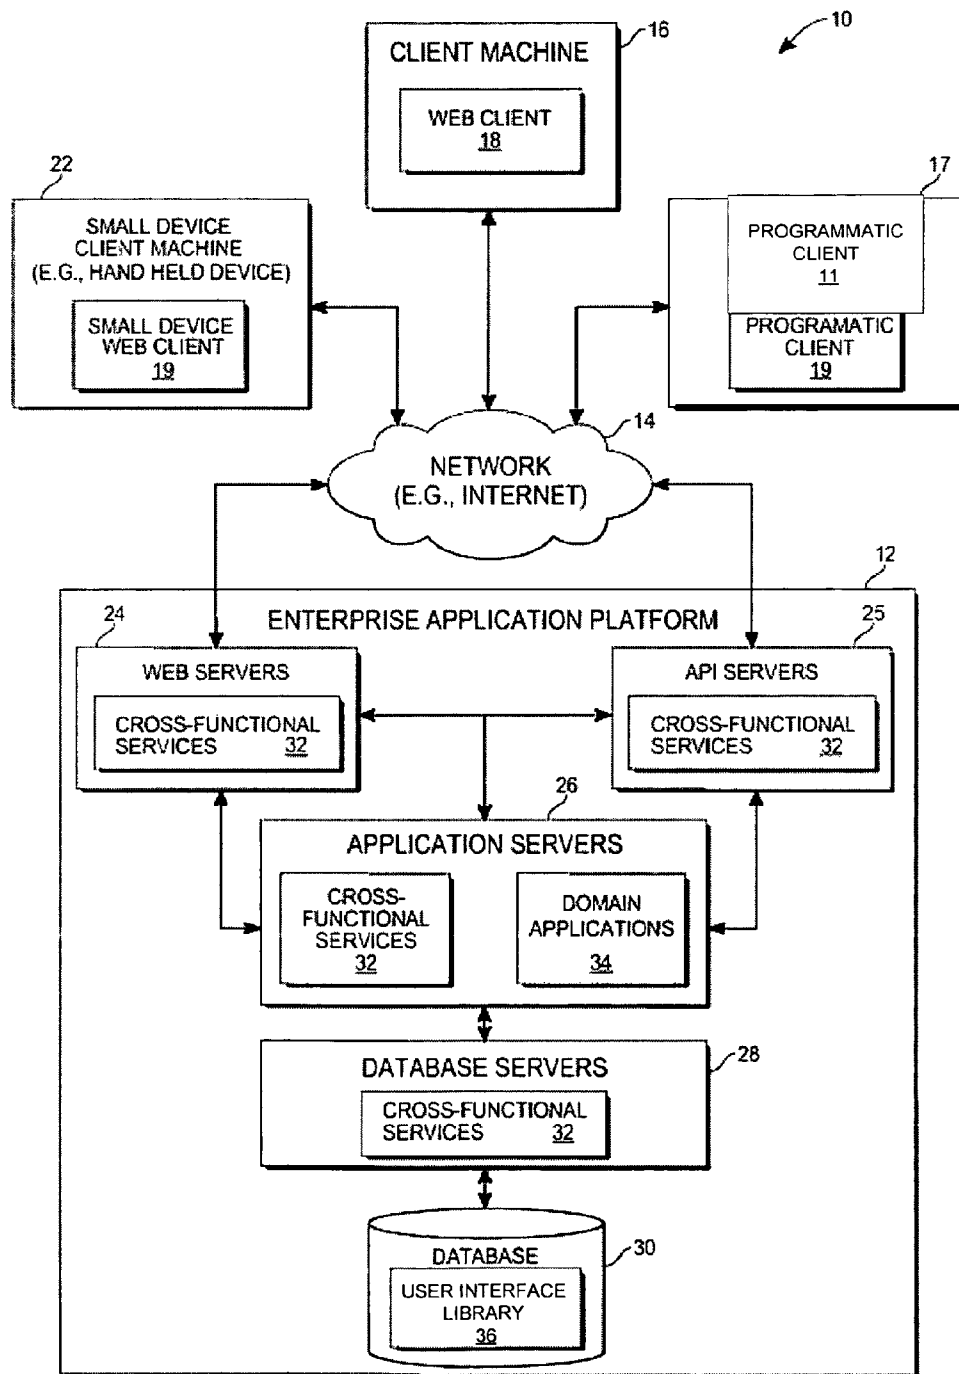 10
16
CLIENT MACHINE
WEB CLIENT
18
22
SMALL DEVICE
CLIENT MACHINE
(E.G., HAND HELD DEVICE)
SMALL DEVICE
WEB CLIENT
19
17
PROGRAMMATIC
CLIENT
11
PROGRAMATIC
CLIENT
19
14
NETWORK
(E.G., INTERNET)
12
ENTERPRISE APPLICATION PLATFORM
24
WEB SERVERS
CROSS-FUNCTIONAL
SERVICES 32
25
API SERVERS
CROSS-FUNCTIONAL
SERVICES 32
26
APPLICATION SERVERS
CROSS-
FUNCTIONAL
SERVICES
32
DOMAIN
APPLICATIONS
34
28
DATABASE SERVERS
CROSS-FUNCTIONAL
SERVICES 32
30
DATABASE
USER INTERFACE
LIBRARY
36